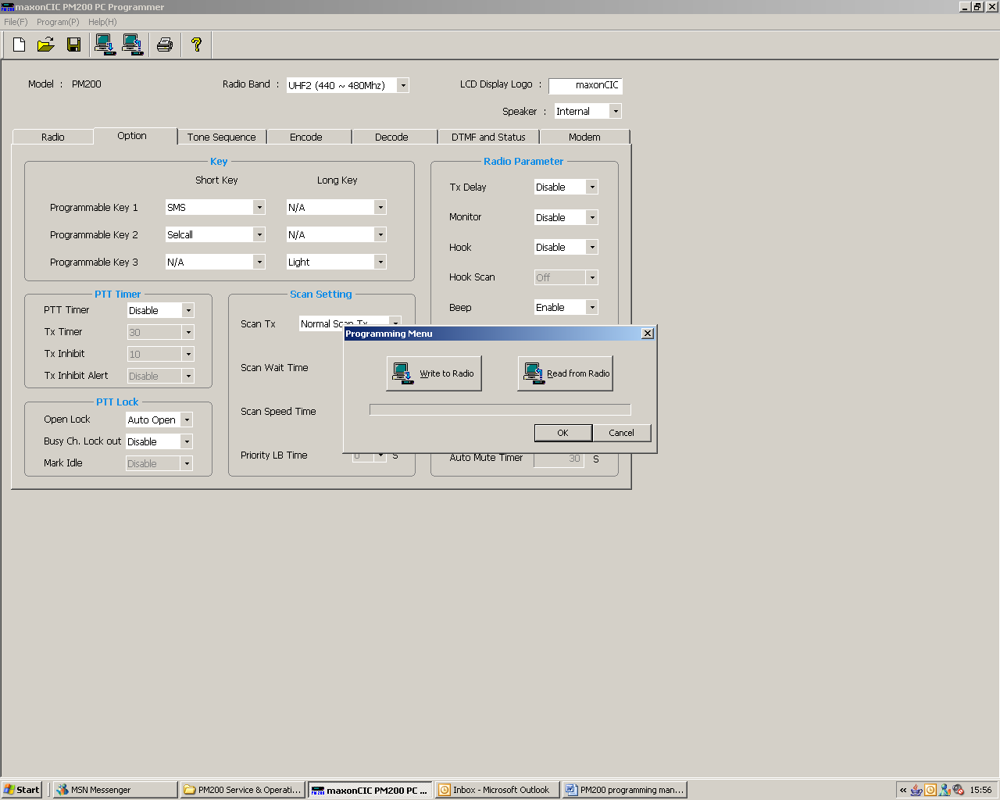 maxonCIC PM200 PC Programmer
File(F) Program(P) Help(H)
Model : PM200
Radio Band : UHF2 (440 ~ 480Mhz)
LCD Display Logo : maxonCIC
Speaker : Internal
Radio Option Tone Sequence Encode Decode DTMF and Status Modem
Key
Short Key Long Key
Programmable Key 1 SMS N/A
Programmable Key 2 Selcall N/A
Programmable Key 3 N/A Light
Radio Parameter
Tx Delay Disable
Monitor Disable
Hook Disable
Hook Scan Off
Beep Enable
PTT Timer
PTT Timer Disable
Tx Timer 30
Tx Inhibit 10
Tx Inhibit Alert Disable
Scan Setting
Scan Tx Normal Scan Tx
Scan Wait Time
Scan Speed Time
Priority LB Time 0 S
PTT Lock
Open Lock Auto Open
Busy Ch. Lock out Disable
Mark Idle Disable
Auto Mute Timer 30 S
Programming Menu
Write to Radio Read from Radio
OK Cancel
Start MSN Messenger PM200 Service & Operati... maxonCIC PM200 PC ... Inbox - Microsoft Outlook PM200 programming man... « 15:56